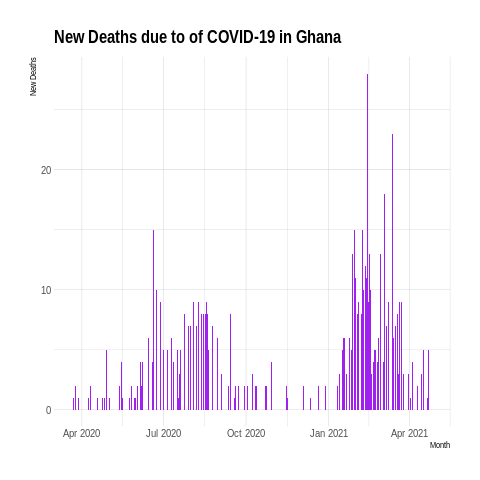 New Deaths due to of COVID-19 in Ghana
New Deaths
20
10
0
Apr 2020 Jul 2020 Oct 2020 Jan 2021 Apr 2021
Month